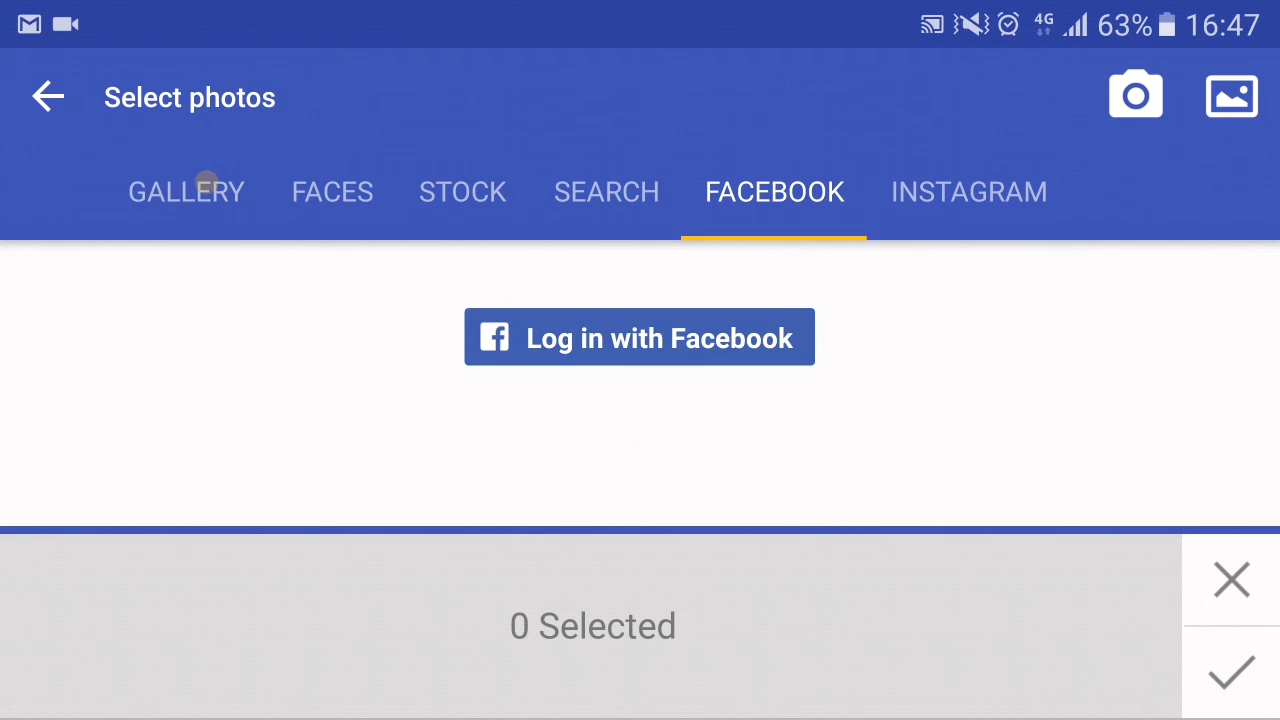 4G 63% 16:47
Select photos
GALLERY FACES STOCK SEARCH FACEBOOK INSTAGRAM
Log in with Facebook
0 Selected